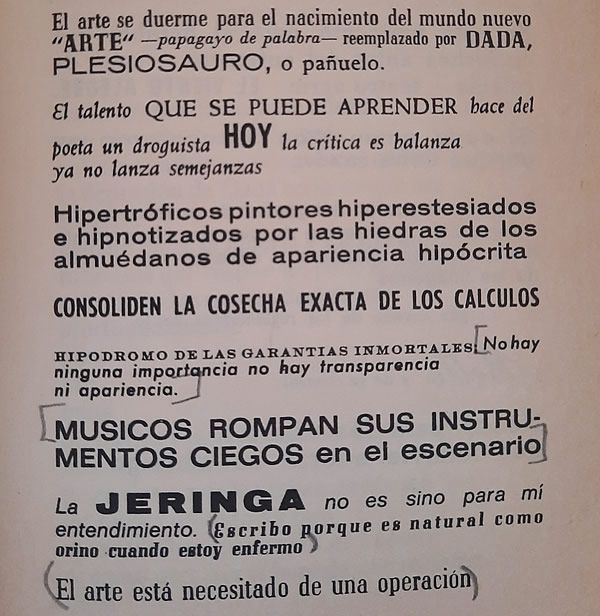 El arte se duerme para el nacimiento del mundo nuevo
"ARTE" —papagayo de palabra— reemplazado por DADA,
PLESIOSAURO, o pañuelo.
El talento QUE SE PUEDE APRENDER hace del
poeta un droguista HOY la crítica es balanza
ya no lanza semejanzas
Hipertróficos pintores hiperestesiados
e hipnotizados por las hiedras de los
almuédanos de apariencia hipócrita
CONSOLIDEN LA COSECHA EXACTA DE LOS CALCULOS
HIPODROMO DE LAS GARANTIAS INMORTALES: No hay
ninguna importancia no hay transparencia
ni apariencia.
MUSICOS ROMPAN SUS INSTRU-
MENTOS CIEGOS en el escenario
La JERINGA no es sino para mí
entendimiento. (Escribo porque es natural como
orino cuando estoy enfermo)
(El arte está necesitado de una operación)